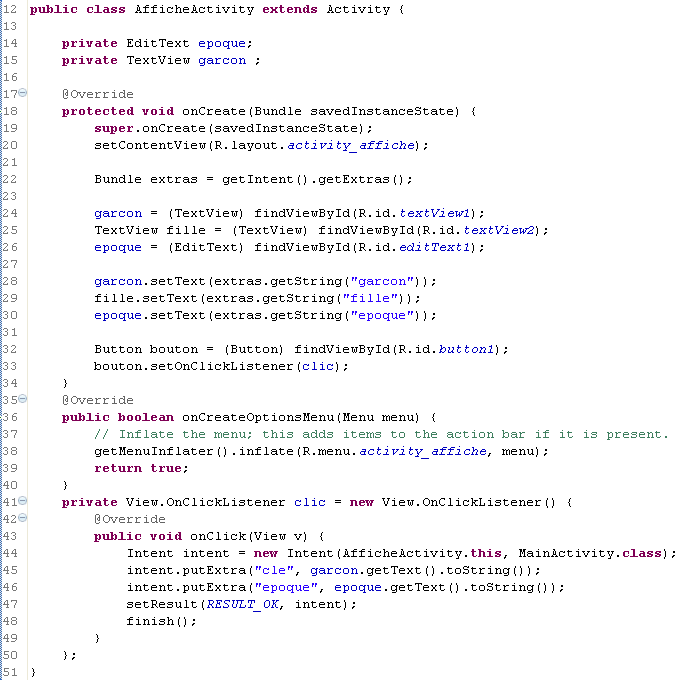 12 public class AfficheActivity extends Activity {
13
14     private EditText epoque;
15     private TextView garcon ;
16
17     @Override
18     protected void onCreate(Bundle savedInstanceState) {
19         super.onCreate(savedInstanceState);
20         setContentView(R.layout.activity_affiche);
21
22         Bundle extras = getIntent().getExtras();
23
24         garcon = (TextView) findViewById(R.id.textView1);
25         TextView fille = (TextView) findViewById(R.id.textView2);
26         epoque = (EditText) findViewById(R.id.editText1);
27
28         garcon.setText(extras.getString("garcon"));
29         fille.setText(extras.getString("fille"));
30         epoque.setText(extras.getString("epoque"));
31
32         Button bouton = (Button) findViewById(R.id.button1);
33         bouton.setOnClickListener(clic);
34     }
35     @Override
36     public boolean onCreateOptionsMenu(Menu menu) {
37         // Inflate the menu; this adds items to the action bar if it is present.
38         getMenuInflater().inflate(R.menu.activity_affiche, menu);
39         return true;
40     }
41     private View.OnClickListener clic = new View.OnClickListener() {
42         @Override
43         public void onClick(View v) {
44             Intent intent = new Intent(AfficheActivity.this, MainActivity.class);
45             intent.putExtra("cle", garcon.getText().toString());
46             intent.putExtra("epoque", epoque.getText().toString());
47             setResult(RESULT_OK, intent);
48             finish();
49         }
50     };
51 }